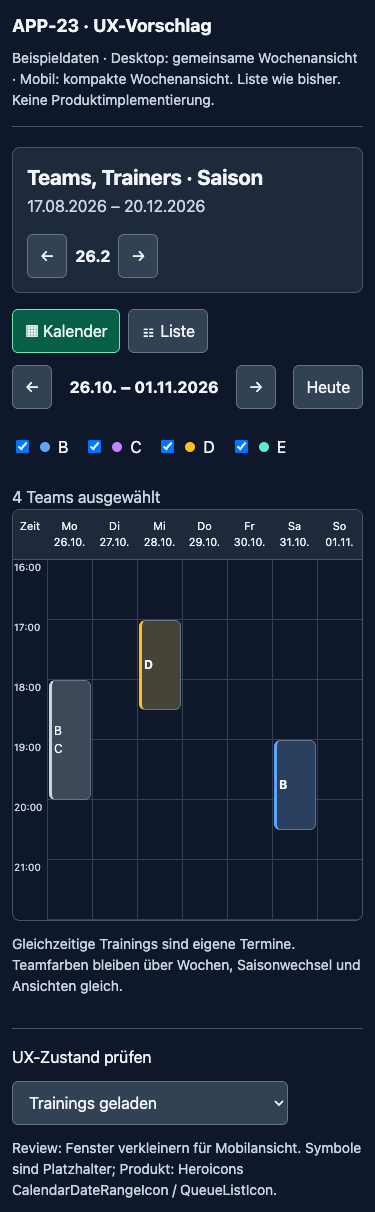 APP-23 · UX-Vorschlag
Beispieldaten · Desktop: gemeinsame Wochenansicht
· Mobil: kompakte Wochenansicht. Liste wie bisher.
Keine Produktimplementierung.
Teams, Trainers · Saison
17.08.2026 – 20.12.2026
← 26.2 →
Kalender Liste
← 26.10. – 01.11.2026 → Heute
B C D E
4 Teams ausgewählt
Zeit Mo Di Mi Do Fr Sa So
26.10. 27.10. 28.10. 29.10. 30.10. 31.10. 01.11.
16:00
17:00
D
18:00
B
C
19:00
B
20:00
21:00
Gleichzeitige Trainings sind eigene Termine.
Teamfarben bleiben über Wochen, Saisonwechsel und
Ansichten gleich.
UX-Zustand prüfen
Trainings geladen
Review: Fenster verkleinern für Mobilansicht. Symbole
sind Platzhalter; Produkt: Heroicons
CalendarDateRangeIcon / QueueListIcon.